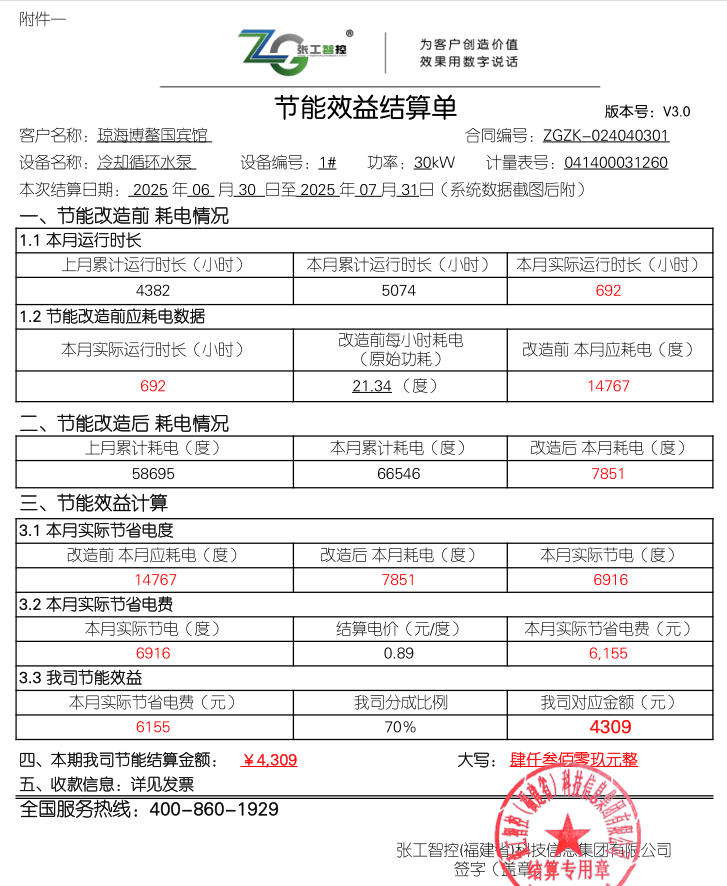 附件一
ZG 张工智控 ®
为客户创造价值
效果用数字说话
节能效益结算单
版本号：V3.0
客户名称：琼海博鳌国宾馆 合同编号：ZGZK-024040301
设备名称：冷却循环水泵 设备编号：1# 功率：30kW 计量表号：041400031260
本次结算日期：2025 年 06 月 30 日至 2025 年 07 月 31日（系统数据截图后附）
一、节能改造前 耗电情况
1.1 本月运行时长
上月累计运行时长（小时） 本月累计运行时长（小时） 本月实际运行时长（小时）
4382 5074 692
1.2 节能改造前应耗电数据
本月实际运行时长（小时） 改造前每小时耗电（原始功耗） 改造前 本月应耗电（度）
692 21.34 （度） 14767
二、节能改造后 耗电情况
上月累计耗电（度） 本月累计耗电（度） 改造后 本月耗电（度）
58695 66546 7851
三、节能效益计算
3.1 本月实际节省电度
改造前 本月应耗电（度） 改造后 本月耗电（度） 本月实际节电（度）
14767 7851 6916
3.2 本月实际节省电费
本月实际节电（度） 结算电价（元/度） 本月实际节省电费（元）
6916 0.89 6,155
3.3 我司节能效益
本月实际节省电费（元） 我司分成比例 我司对应金额（元）
6155 70% 4309
四、本期我司节能结算金额： ￥4,309 大写： 肆仟叁佰零玖元整
五、收款信息：详见发票
全国服务热线：400-860-1929
张工智控(福建省)科技信息集团有限公司
签字（盖章）
结算专用章